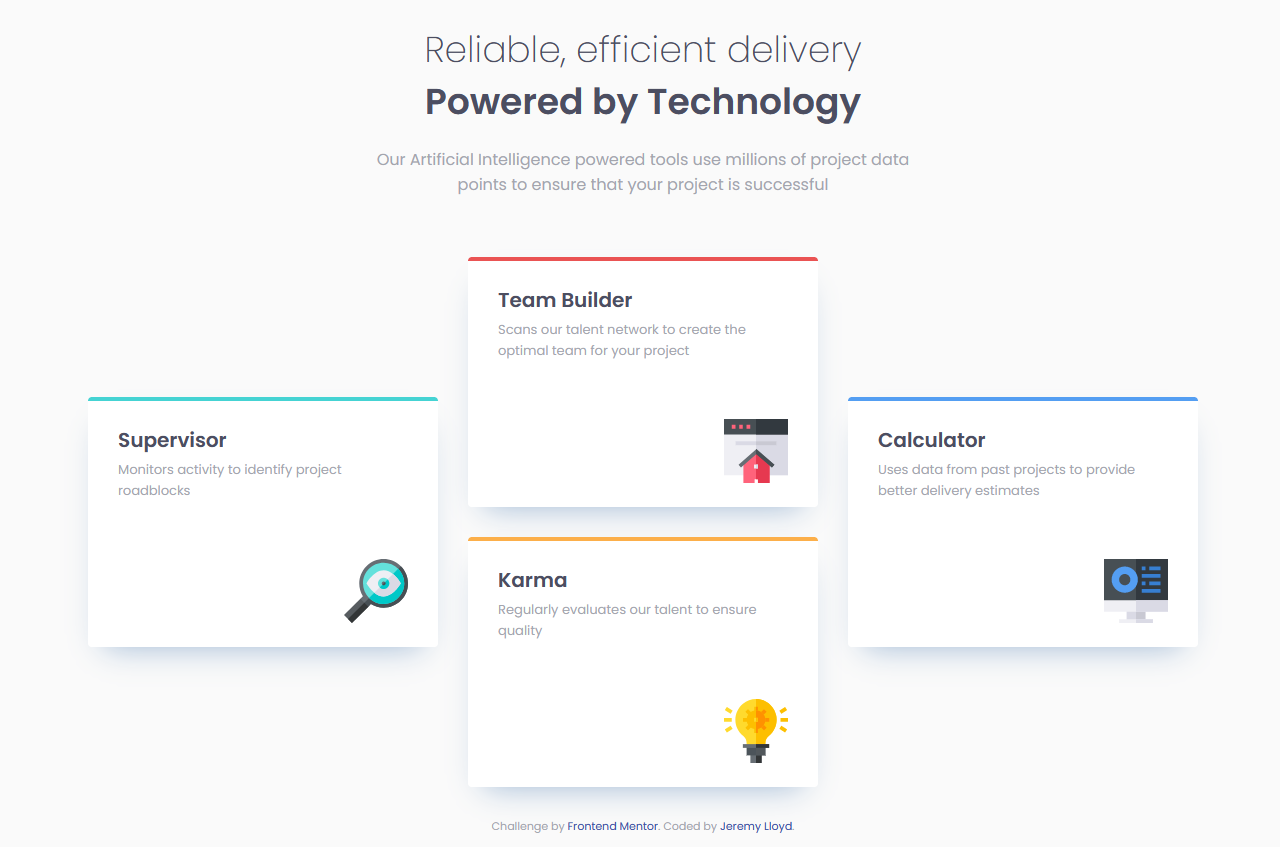 Reliable, efficient delivery
Powered by Technology
Our Artificial Intelligence powered tools use millions of project data
points to ensure that your project is successful
Supervisor
Monitors activity to identify project
roadblocks
Team Builder
Scans our talent network to create the
optimal team for your project
Karma
Regularly evaluates our talent to ensure
quality
Calculator
Uses data from past projects to provide
better delivery estimates
Challenge by Frontend Mentor. Coded by Jeremy Lloyd.